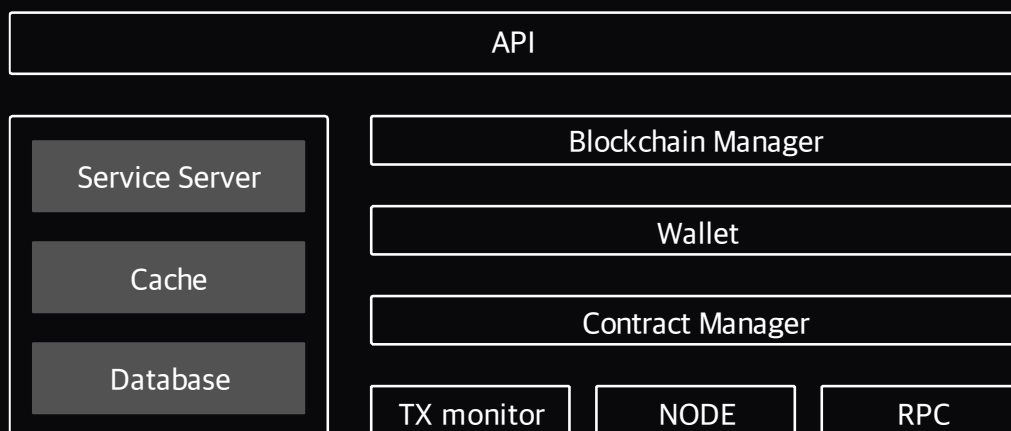 API
Service Server
Cache
Database
Blockchain Manager
Wallet
Contract Manager
TX monitor
NODE
RPC